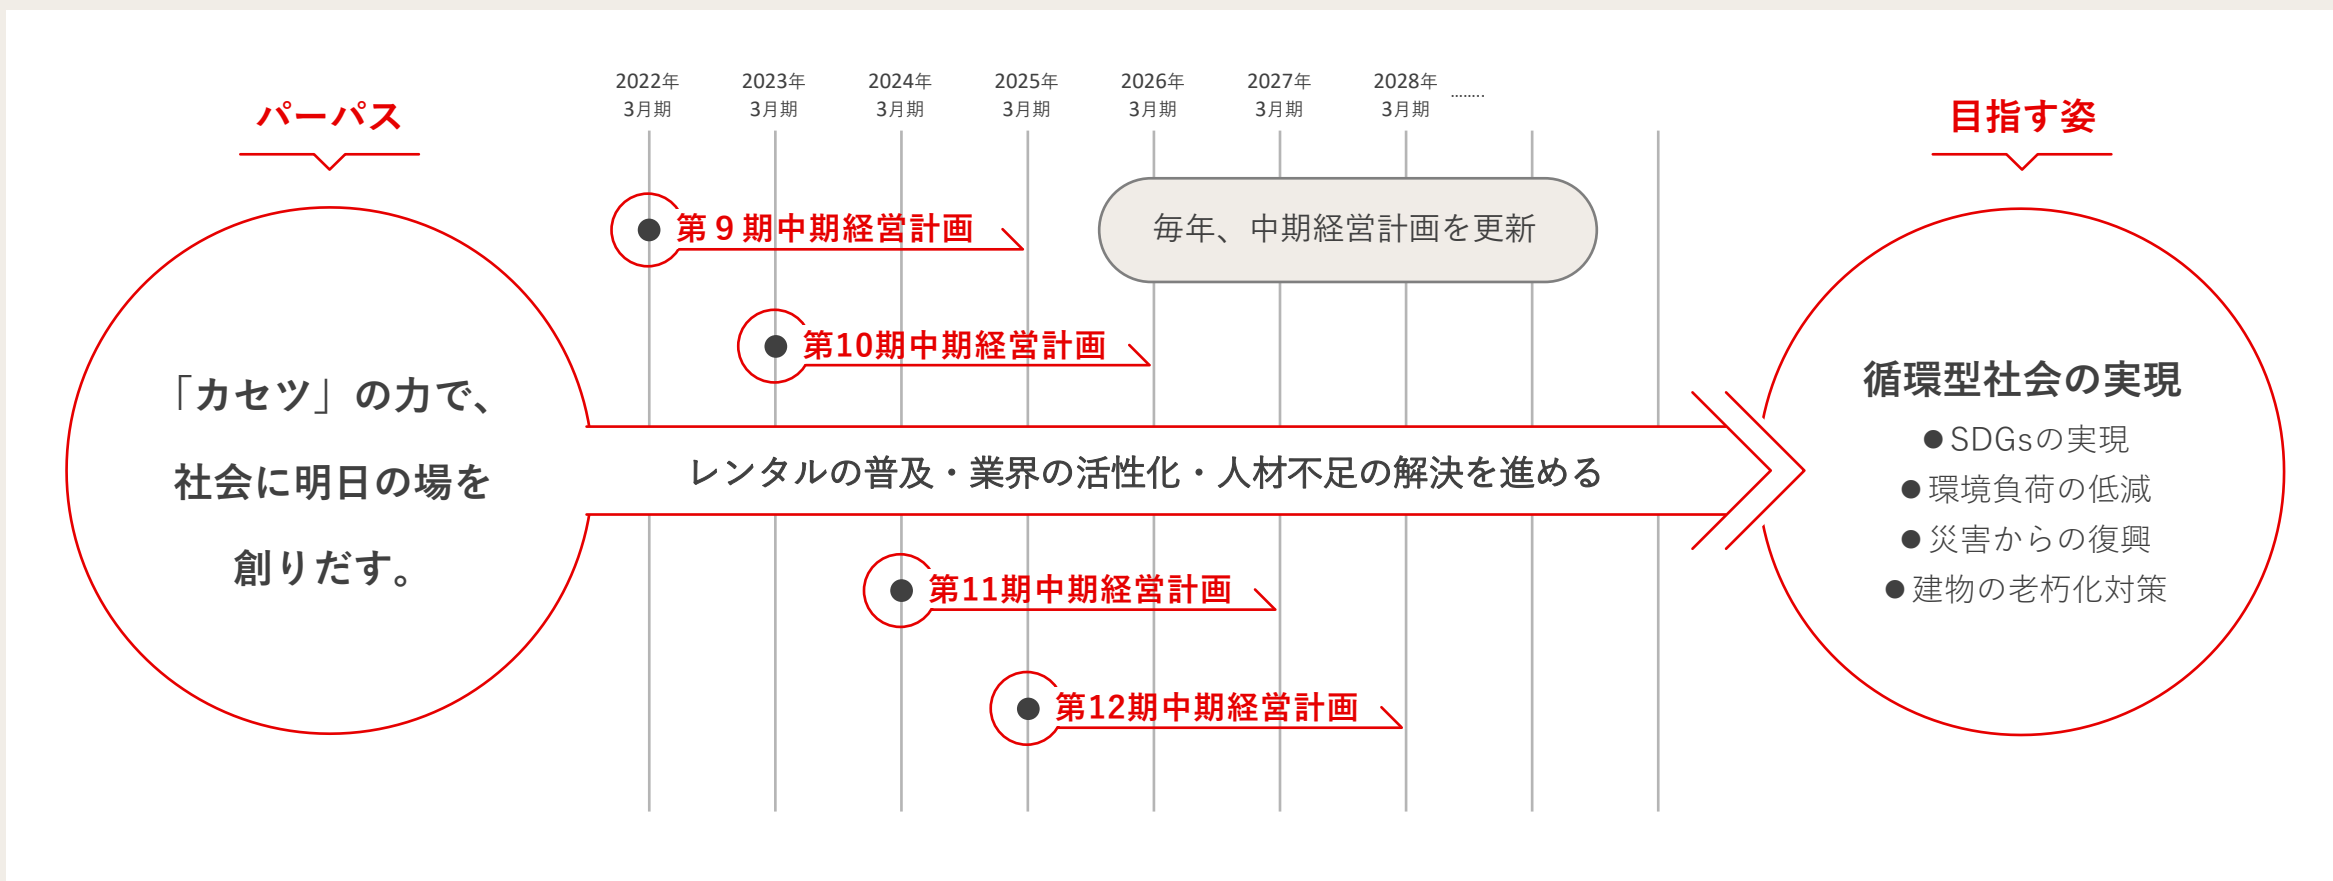 パーパス
「カセツ」の力で、
社会に明日の場を
創りだす。
2022年
3月期
2023年
3月期
2024年
3月期
2025年
3月期
2026年
3月期
2027年
3月期
2028年
3月期
........
第９期中期経営計画
毎年、中期経営計画を更新
第10期中期経営計画
レンタルの普及・業界の活性化・人材不足の解決を進める
第11期中期経営計画
第12期中期経営計画
目指す姿
循環型社会の実現
●SDGsの実現
●環境負荷の低減
●災害からの復興
●建物の老朽化対策